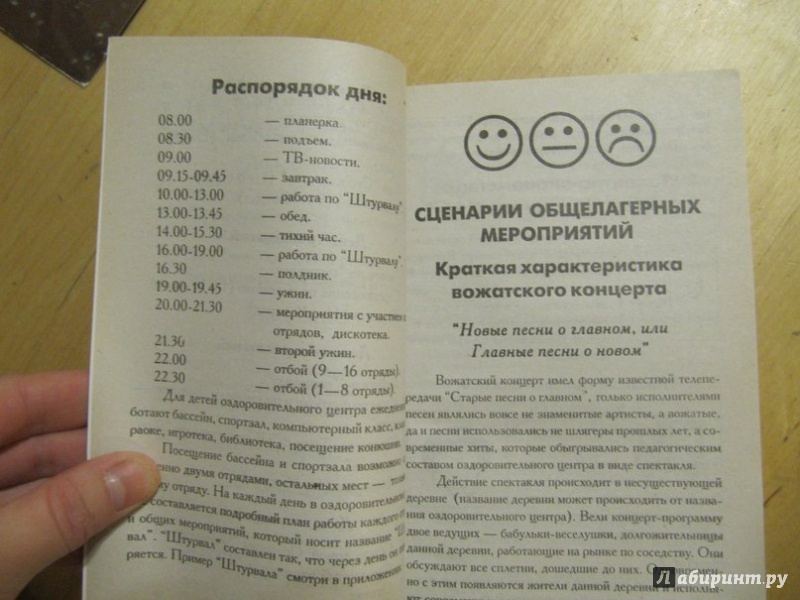 Распорядок дня:
08.00 — планерка.
08.30 — подъем.
09.00 — ТВ-новости.
09.15-09.45 — завтрак.
10.00-13.00 — работа по "Штурвалу"
13.00-13.45 — обед.
14.00-15.30 — тихий час.
16.00-19.00 — работа по "Штурвалу"
16.30 — полдник.
19.00-19.45 — ужин.
20.00-21.30 — мероприятия с участием
отрядов, дискотека.
21.30 — второй ужин.
22.00 — отбой (9—16 отряды).
22.30 — отбой (1—8 отряды).
Для детей оздоровительного центра
ботают бассейн, спортзал, компьютерный класс,
раоке, игротека, библиотека, посещение конюшни.
Посещение бассейна и спортзала
двумя отрядами, остальных мест —
му отряду. На каждый день в
составляется подробный план работы каждого
и общих мероприятий, который носит название
вал". "Штурвал" составлен так, что через день он
ряется. Пример "Штурвала" смотри в приложении
СЦЕНАРИИ ОБЩЕЛАГЕРНЫХ
МЕРОПРИЯТИЙ
Краткая характеристика
вожатского концерта
"Новые песни о главном, или
Главные песни о новом"
Вожатский концерт имел форму известной телепе-
редачи "Старые песни о главном", только исполнителями
песен являлись вовсе не знаменитые артисты, а вожатые,
да и песни использовались не шлягеры прошлых лет, а со-
временные хиты, которые обыгрывались педагогическим
составом оздоровительного центра в виде спектакля.
Действие спектакля происходит в несуществующей
деревне (название деревни может происходить от назва-
ния оздоровительного центра). Вели концерт-программу
двое ведущих — бабульки-веселушки, долгожительницы
данной деревни, работающие на рынке по соседству. Они
обсуждают все сплетни, дошедшие до них.
с этим появляются жители данной деревни и
Лабиринт.ру